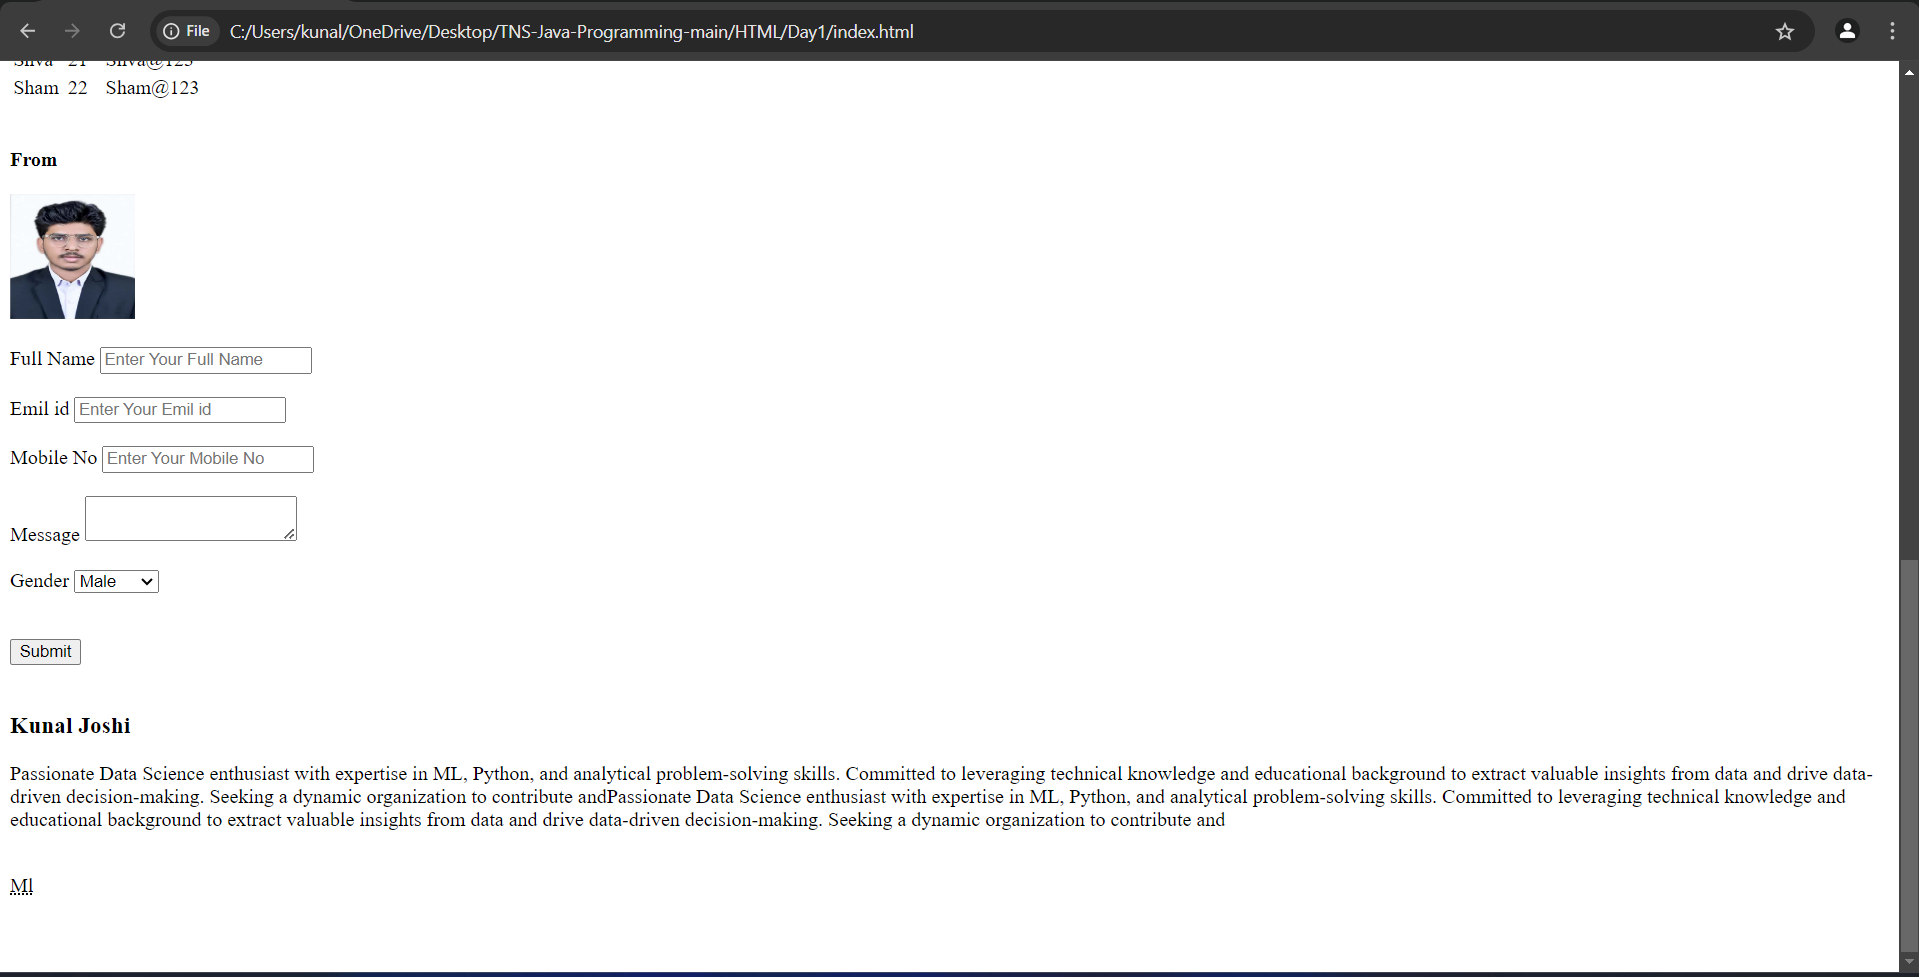 File C:/Users/kunal/OneDrive/Desktop/TNS-Java-Programming-main/HTML/Day1/index.html
21
Sham 22 Sham@123
From
Full Name Enter Your Full Name
Emil id Enter Your Emil id
Mobile No Enter Your Mobile No
Message
Gender Male
Submit
Kunal Joshi
Passionate Data Science enthusiast with expertise in ML, Python, and analytical problem-solving skills. Committed to leveraging technical knowledge and educational background to extract valuable insights from data and drive data-
driven decision-making. Seeking a dynamic organization to contribute andPassionate Data Science enthusiast with expertise in ML, Python, and analytical problem-solving skills. Committed to leveraging technical knowledge and
educational background to extract valuable insights from data and drive data-driven decision-making. Seeking a dynamic organization to contribute and
Ml